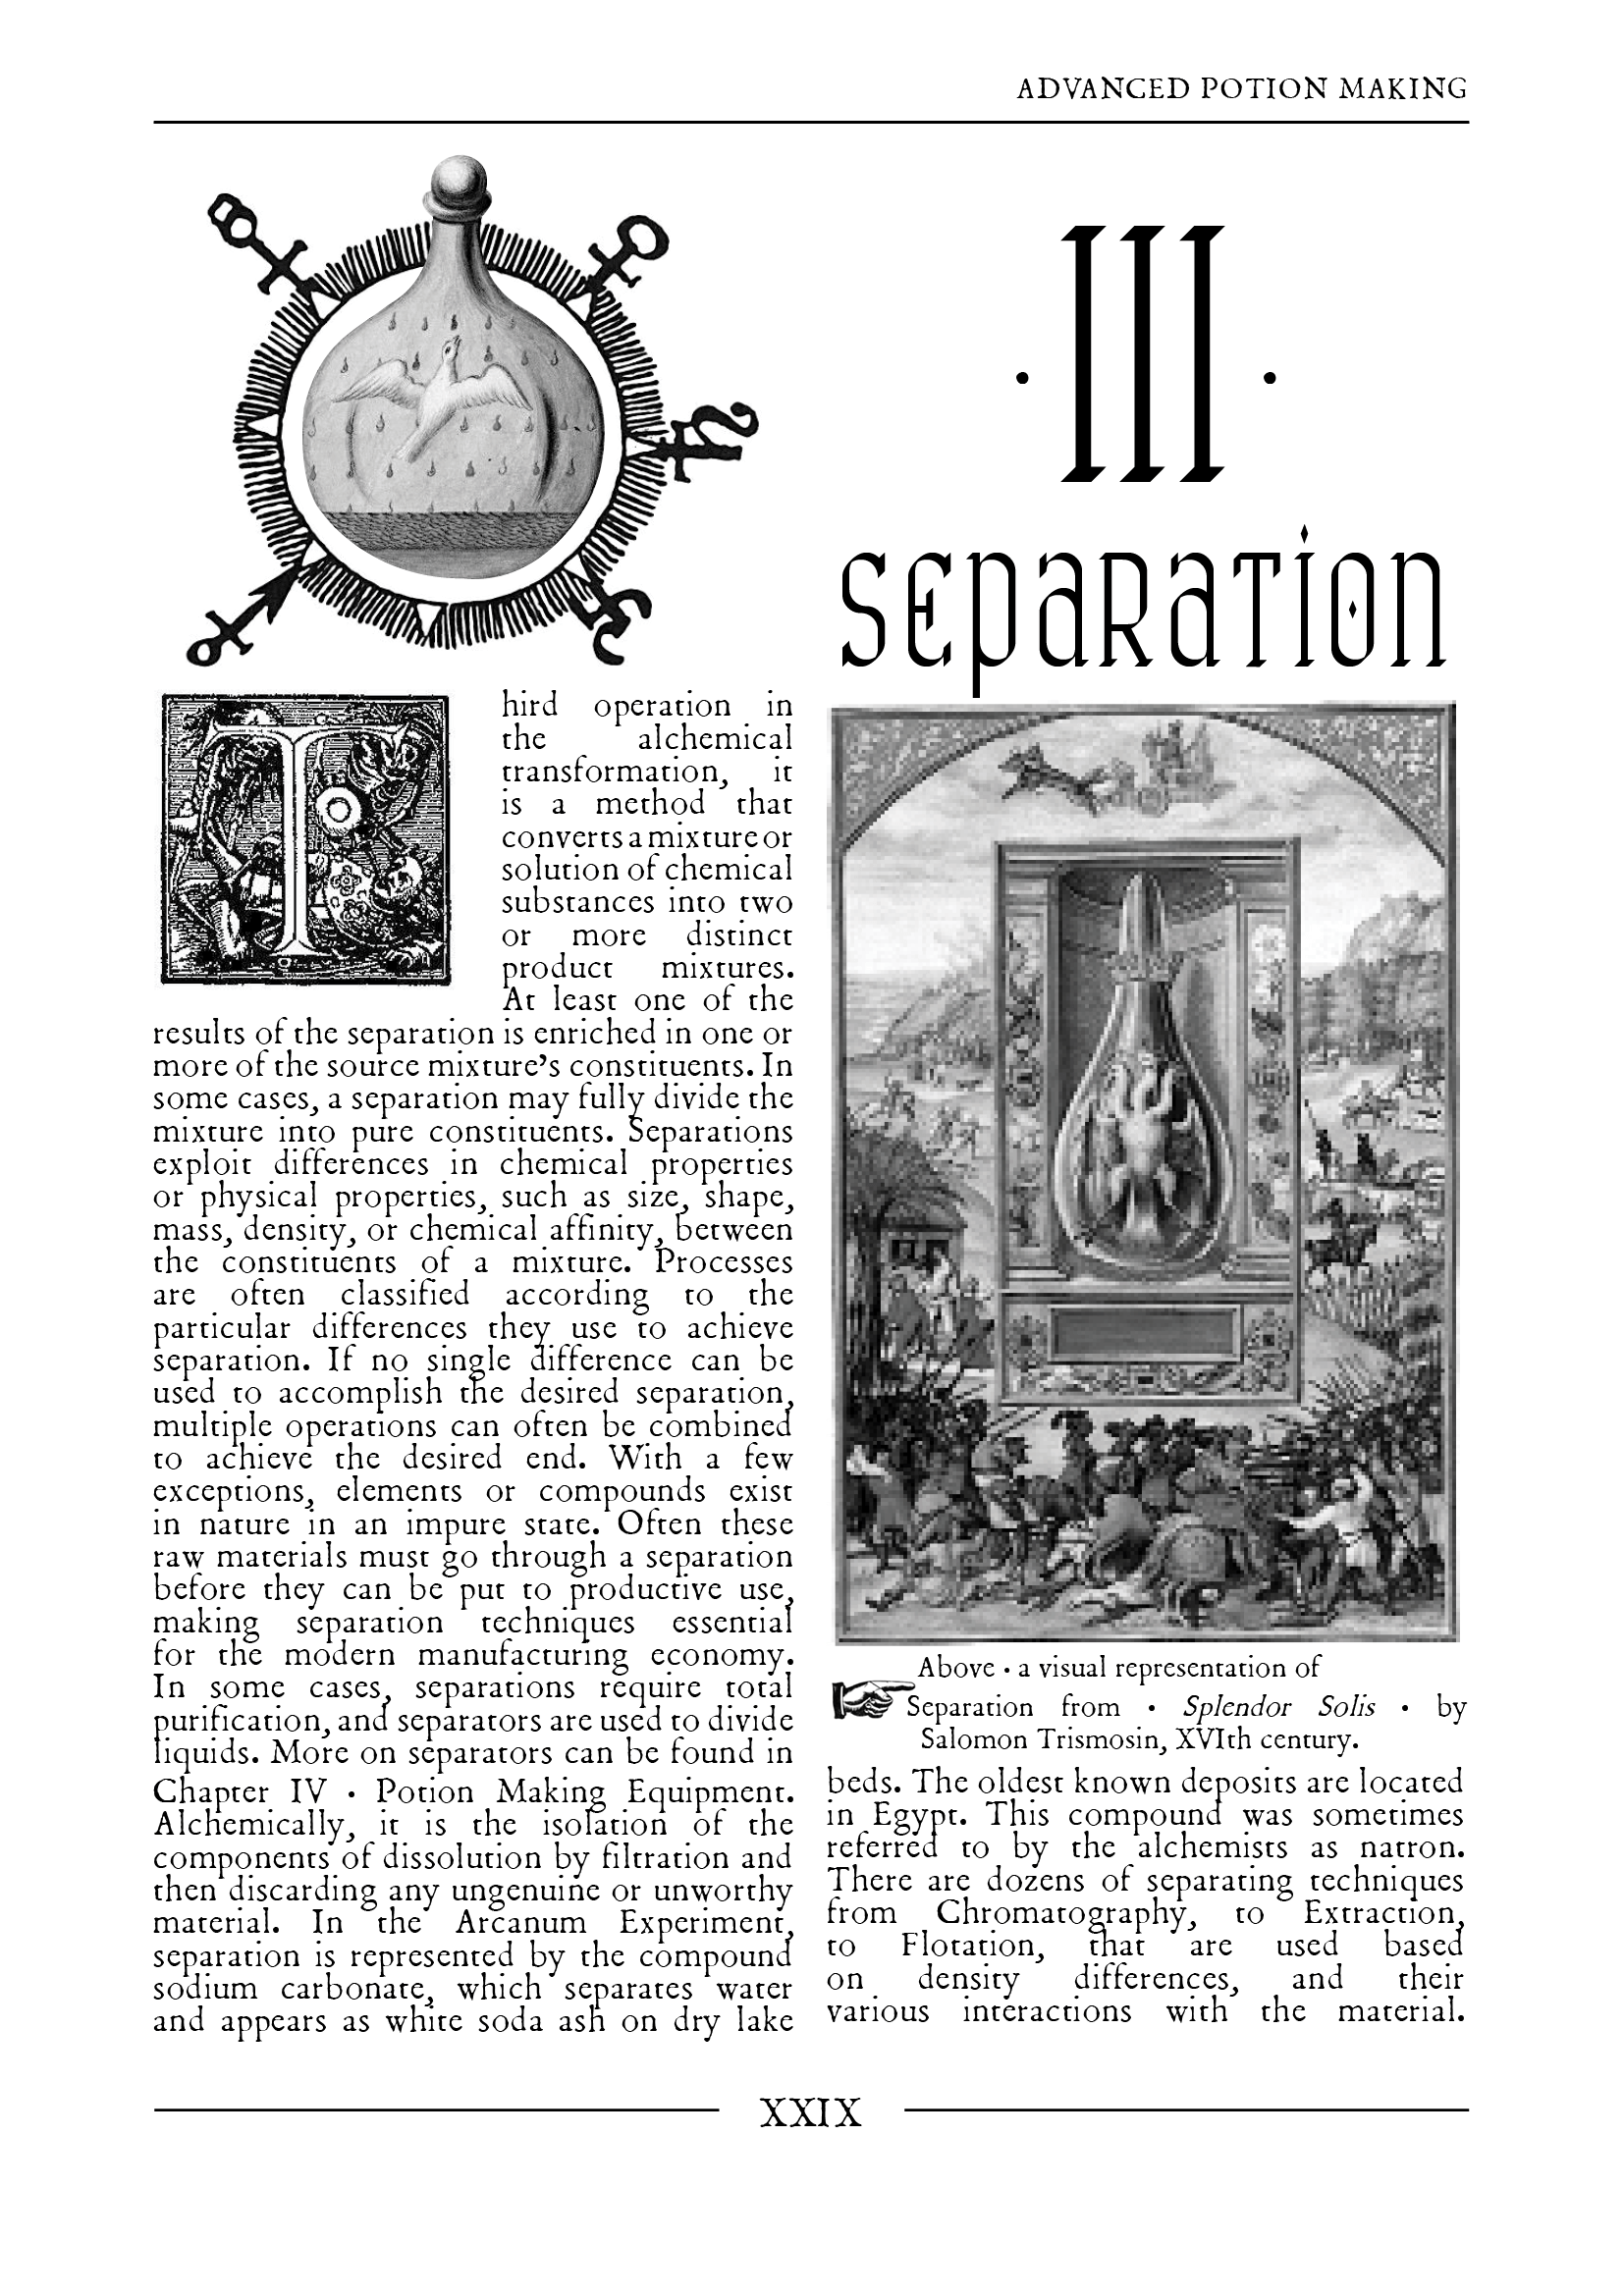 ADVANCED POTION MAKING
· III ·
SEPARATION
T
hird operation in
the alchemical
transformation, it
is a method that
converts a mixture or
solution of chemical
substances into two
or more distinct
product mixtures.
At least one of the
results of the separation is enriched in one or
more of the source mixture's constituents. In
some cases, a separation may fully divide the
mixture into pure constituents. Separations
exploit differences in chemical properties
or physical properties, such as size, shape,
mass, density, or chemical affinity, between
the constituents of a mixture. Processes
are often classified according to the
particular differences they use to achieve
separation. If no single difference can be
used to accomplish the desired separation,
multiple operations can often be combined
to achieve the desired end. With a few
exceptions, elements or compounds exist
in nature in an impure state. Often these
raw materials must go through a separation
before they can be put to productive use,
making separation techniques essential
for the modern manufacturing economy.
In some cases, separations require total
purification, and separators are used to divide
liquids. More on separators can be found in
Chapter IV · Potion Making Equipment.
Alchemically, it is the isolation of the
components of dissolution by filtration and
then discarding any ungenuine or unworthy
material. In the Arcanum Experiment,
separation is represented by the compound
sodium carbonate, which separates water
and appears as white soda ash on dry lake
Above · a visual representation of
Separation from · Splendor Solis · by
Salomon Trismosin, XVIth century.
beds. The oldest known deposits are located
in Egypt. This compound was sometimes
referred to by the alchemists as natron.
There are dozens of separating techniques
from Chromatography, to Extraction,
to Flotation, that are used based
on density differences, and their
various interactions with the material.
XXIX